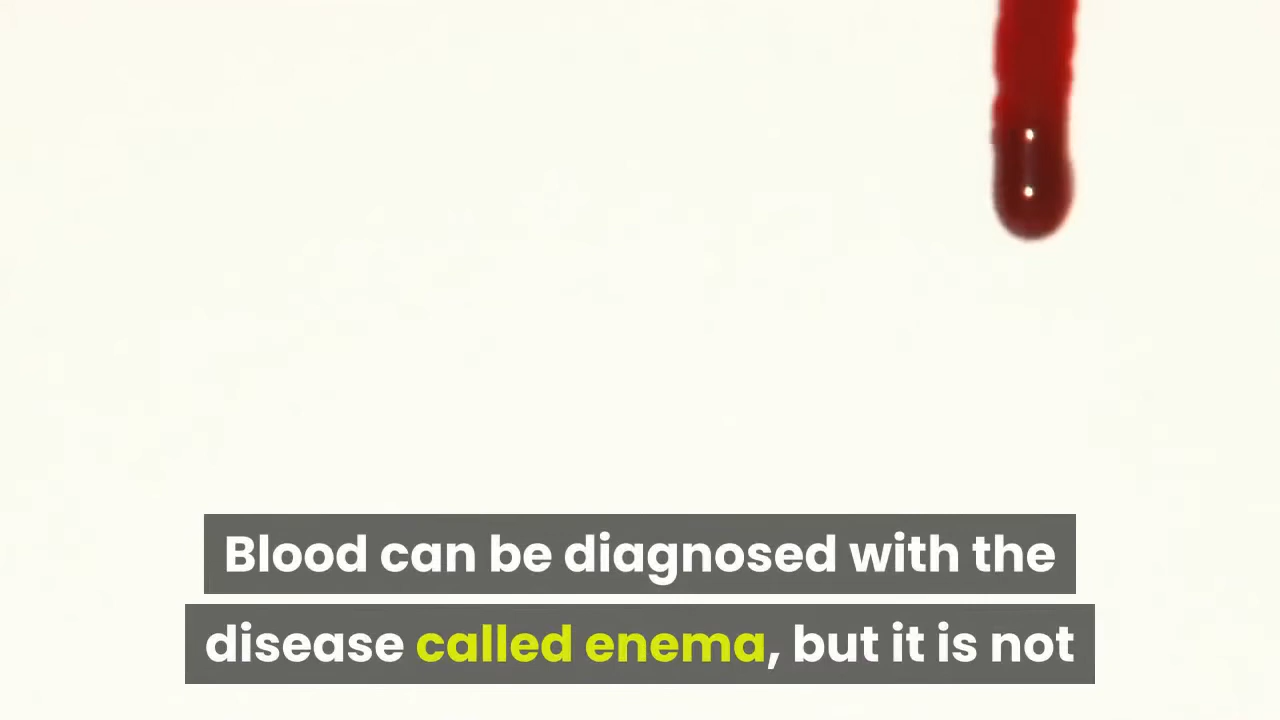 Blood can be diagnosed with the
disease called enema, but it is not